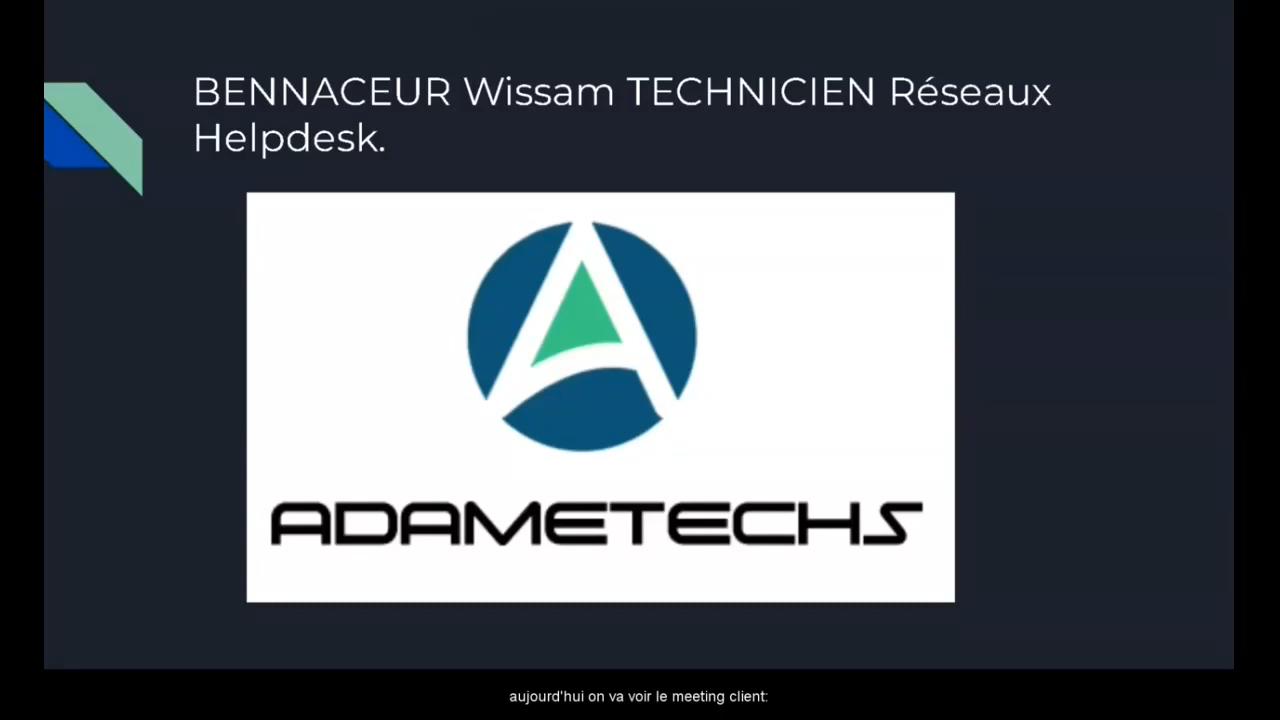 BENNACEUR Wissam TECHNICIEN Réseaux
Helpdesk.
ADAMETECHS
aujourd'hui on va voir le meeting client: